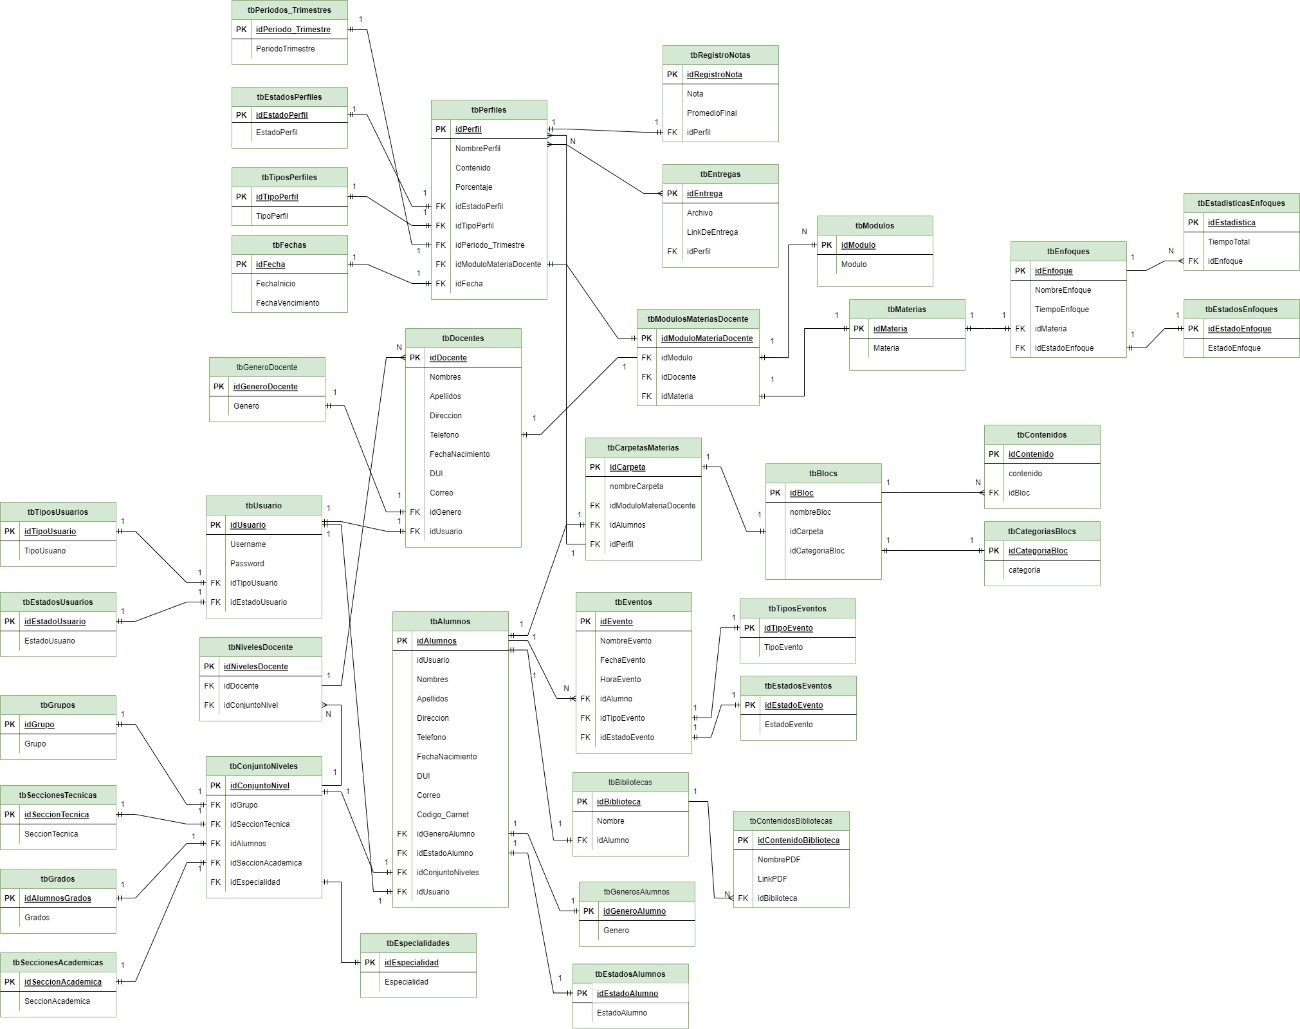 tbPeriodos_Trimestres
PK idPeriodo_Trimestre
PeriodoTrimestre
tbEstadosPerfiles
PK idEstadoPerfil
EstadoPerfil
tbTiposPerfiles
PK idTipoPerfil
TipoPerfil
tbFechas
PK idFecha
FechaInicio
FechaVencimiento
tbPerfiles
PK idPerfil
NombrePerfil
Contenido
Porcentaje
FK idEstadoPerfil
FK idTipoPerfil
FK idPeriodo_Trimestre
FK idModuloMateriaDocente
FK idFecha
tbRegistroNotas
PK idRegistroNota
Nota
PromedioFinal
FK idPerfil
tbEntregas
PK idEntrega
Archivo
LinkDeEntrega
FK idPerfil
tbModulos
PK idModulo
Modulo
tbMaterias
PK idMateria
Materia
tbEnfoques
PK idEnfoque
NombreEnfoque
TiempoEnfoque
FK idMateria
FK idEstadoEnfoque
tbEstadisticasEnfoques
PK idEstadistica
TiempoTotal
FK idEnfoque
tbEstadosEnfoques
PK idEstadoEnfoque
EstadoEnfoque
tbModulosMateriasDocente
PK idModuloMateriaDocente
FK idModulo
FK idDocente
FK idMateria
tbDocentes
PK idDocente
Nombres
Apellidos
Direccion
Telefono
FechaNacimiento
DUI
Correo
FK idGenero
FK idUsuario
tbGeneroDocente
PK idGeneroDocente
Genero
tbCarpetasMaterias
PK idCarpeta
nombreCarpeta
FK idModuloMateriaDocente
FK idAlumnos
FK idPerfil
tbBlocs
PK idBloc
nombreBloc
FK idCarpeta
FK idCategoriaBloc
tbContenidos
PK idContenido
contenido
FK idBloc
tbCategoriasBlocs
PK idCategoriaBloc
categoria
tbTiposUsuarios
PK idTipoUsuario
TipoUsuario
tbEstadosUsuarios
PK idEstadoUsuario
EstadoUsuario
tbUsuario
PK idUsuario
Username
Password
FK idTipoUsuario
FK idEstadoUsuario
tbNivelesDocente
PK idNivelesDocente
FK idDocente
FK idConjuntoNivel
tbAlumnos
PK idAlumnos
idUsuario
Nombres
Apellidos
Direccion
Telefono
FechaNacimiento
DUI
Correo
Codigo_Carnet
FK idGeneroAlumno
FK idEstadoAlumno
FK idConjuntoNiveles
FK idUsuario
tbEventos
PK idEvento
NombreEvento
FechaEvento
HoraEvento
FK idAlumno
FK idTipoEvento
FK idEstadoEvento
tbTiposEventos
PK idTipoEvento
TipoEvento
tbEstadosEventos
PK idEstadoEvento
EstadoEvento
tbGrupos
PK idGrupo
Grupo
tbSeccionesTecnicas
PK idSeccionTecnica
SeccionTecnica
tbGrados
PK idAlumnosGrados
Grados
tbSeccionesAcademicas
PK idSeccionAcademica
SeccionAcademica
tbConjuntoNiveles
PK idConjuntoNivel
FK idGrupo
FK idSeccionTecnica
FK idAlumnos
FK idSeccionAcademica
FK idEspecialidad
tbEspecialidades
PK idEspecialidad
Especialidad
tbBibliotecas
PK idBiblioteca
Nombre
FK idAlumno
tbContenidosBibliotecas
PK idContenidoBiblioteca
NombrePDF
LinkPDF
FK idBiblioteca
tbGenerosAlumnos
PK idGeneroAlumno
Genero
tbEstadosAlumnos
PK idEstadoAlumno
EstadoAlumno